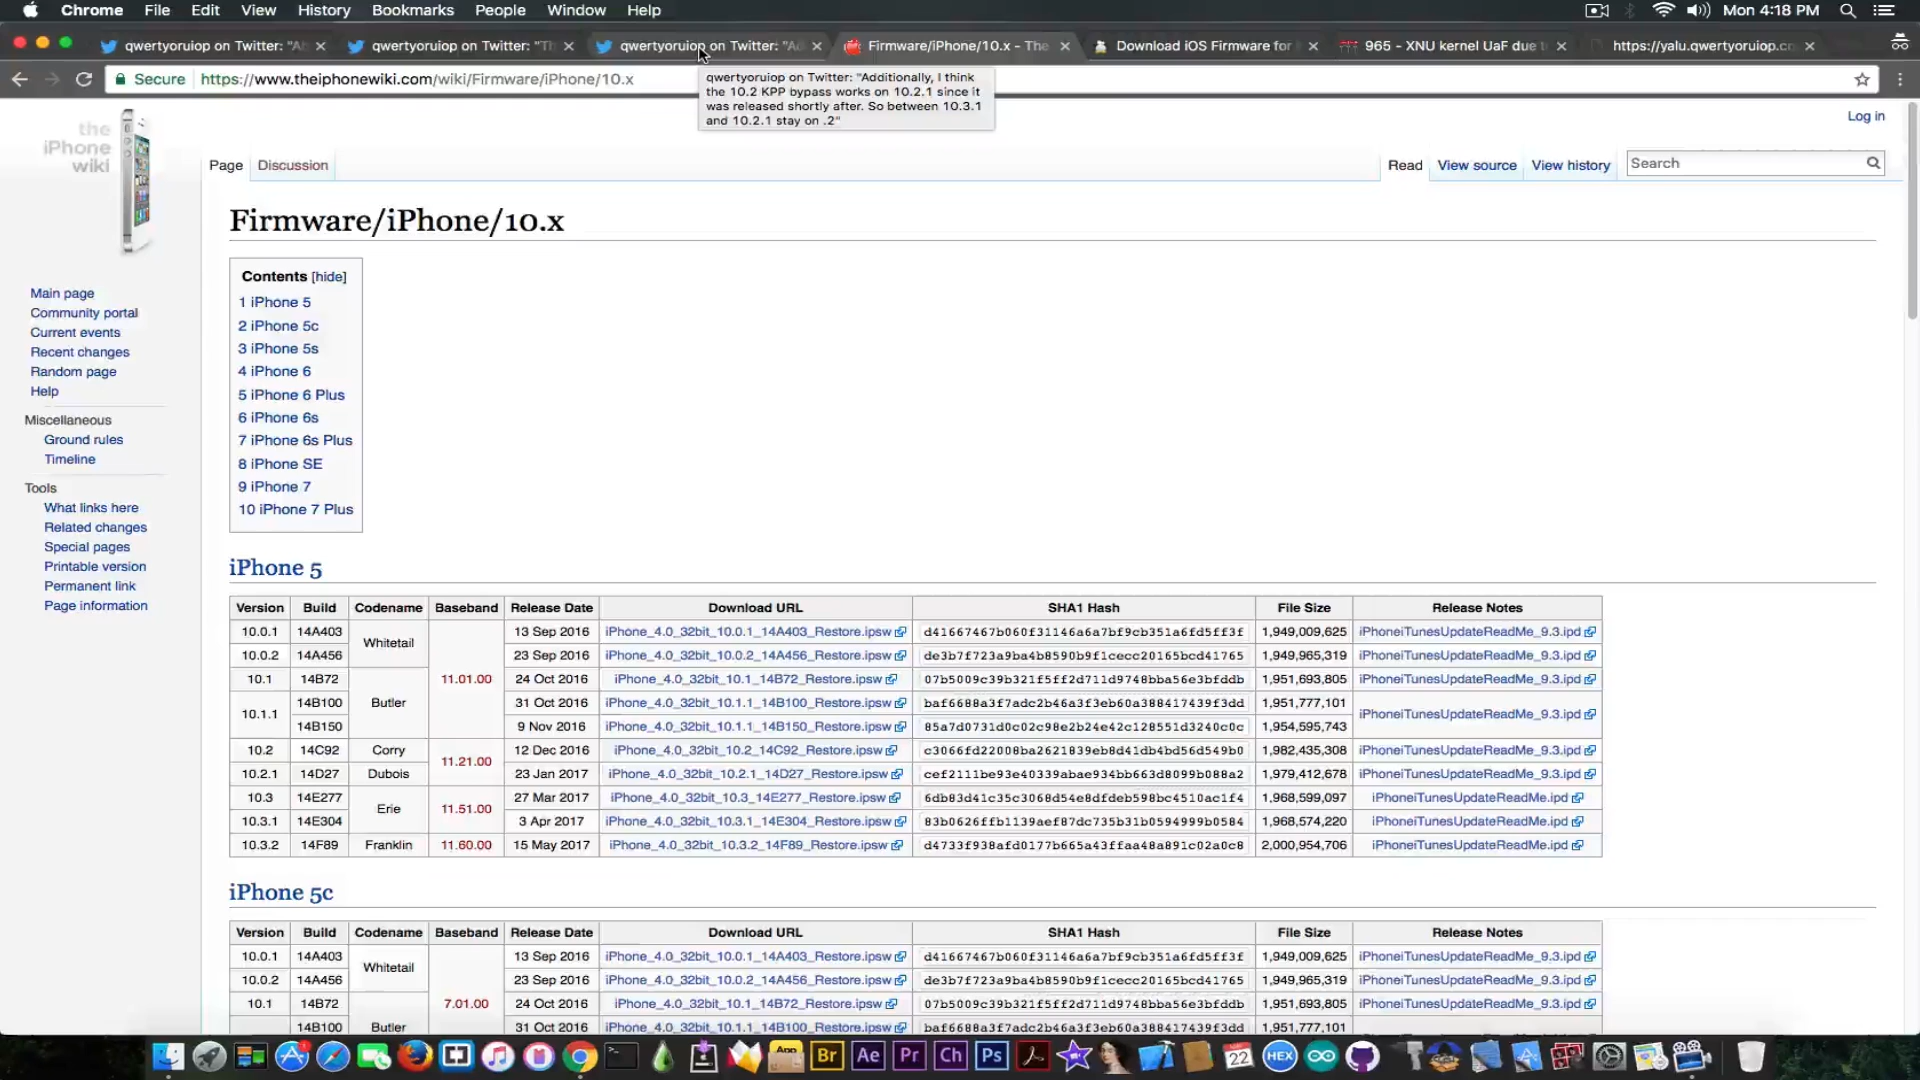 Chrome File Edit View History Bookmarks People Window Help Mon 4:18 PM
qwertyoruiop on Twitter: "A qwertyoruiop on Twitter: "Th qwertyoruiop on Twitter: "Ad Firmware/iPhone/10.x - The Download iOS Firmware for 965 - XNU kernel UaF due https://yalu.qwertyoruiop.co
Secure https://www.theiphonewiki.com/wiki/Firmware/iPhone/10.x
qwertyoruiop on Twitter: "Additionally, I think
the 10.2 KPP bypass works on 10.2.1 since it
was released shortly after. So between 10.3.1
and 10.2.1 stay on .2"
Log in
the
iPhone
wiki
Page Discussion Read View source View history Search
Firmware/iPhone/10.x
Contents [hide]
1 iPhone 5
2 iPhone 5c
3 iPhone 5s
4 iPhone 6
5 iPhone 6 Plus
6 iPhone 6s
7 iPhone 6s Plus
8 iPhone SE
9 iPhone 7
10 iPhone 7 Plus
Main page
Community portal
Current events
Recent changes
Random page
Help
Miscellaneous
Ground rules
Timeline
Tools
What links here
Related changes
Special pages
Printable version
Permanent link
Page information
iPhone 5
Version Build Codename Baseband Release Date Download URL SHA1 Hash File Size Release Notes
10.0.1 14A403 Whitetail 11.01.00 13 Sep 2016 iPhone_4.0_32bit_10.0.1_14A403_Restore.ipsw d41667467b060f31146a6a7bf9cb351a6fd5ff3f 1,949,009,625 iPhoneiTunesUpdateReadMe_9.3.ipd
10.0.2 14A456 23 Sep 2016 iPhone_4.0_32bit_10.0.2_14A456_Restore.ipsw de3b7f723a9ba4b8590b9f1cecc20165bcd41765 1,949,965,319 iPhoneiTunesUpdateReadMe_9.3.ipd
10.1 14B72 Butler 24 Oct 2016 iPhone_4.0_32bit_10.1_14B72_Restore.ipsw 07b5009c39b321f5ff2d711d9748bba56e3bfddb 1,951,693,805 iPhoneiTunesUpdateReadMe_9.3.ipd
10.1.1 14B100 31 Oct 2016 iPhone_4.0_32bit_10.1.1_14B100_Restore.ipsw baf6688a3f7adc2b46a3f3eb60a388417439f3dd 1,951,777,101 iPhoneiTunesUpdateReadMe_9.3.ipd
14B150 9 Nov 2016 iPhone_4.0_32bit_10.1.1_14B150_Restore.ipsw 85a7d0731d0c02c98e2b24e42c128551d3240c0c 1,954,595,743
10.2 14C92 Corry 11.21.00 12 Dec 2016 iPhone_4.0_32bit_10.2_14C92_Restore.ipsw c3066fd22008ba2621839eb8d41db4bd56d549b0 1,982,435,308 iPhoneiTunesUpdateReadMe_9.3.ipd
10.2.1 14D27 Dubois 23 Jan 2017 iPhone_4.0_32bit_10.2.1_14D27_Restore.ipsw cef2111be93e40339abae934bb663d8099b088a2 1,979,412,678 iPhoneiTunesUpdateReadMe_9.3.ipd
10.3 14E277 Erie 11.51.00 27 Mar 2017 iPhone_4.0_32bit_10.3_14E277_Restore.ipsw 6db83d41c35c3068d54e8dfdeb598bc4510ac1f4 1,968,599,097 iPhoneiTunesUpdateReadMe.ipd
10.3.1 14E304 3 Apr 2017 iPhone_4.0_32bit_10.3.1_14E304_Restore.ipsw 83b0626ffb1139aef87dc735b31b0594999b0584 1,968,574,220 iPhoneiTunesUpdateReadMe.ipd
10.3.2 14F89 Franklin 11.60.00 15 May 2017 iPhone_4.0_32bit_10.3.2_14F89_Restore.ipsw d4733f938afd0177b665a43ffaa48a891c02a0c8 2,000,954,706 iPhoneiTunesUpdateReadMe.ipd
iPhone 5c
Version Build Codename Baseband Release Date Download URL SHA1 Hash File Size Release Notes
10.0.1 14A403 Whitetail 13 Sep 2016 iPhone_4.0_32bit_10.0.1_14A403_Restore.ipsw d41667467b060f31146a6a7bf9cb351a6fd5ff3f 1,949,009,625 iPhoneiTunesUpdateReadMe_9.3.ipd
10.0.2 14A456 23 Sep 2016 iPhone_4.0_32bit_10.0.2_14A456_Restore.ipsw de3b7f723a9ba4b8590b9f1cecc20165bcd41765 1,949,965,319 iPhoneiTunesUpdateReadMe_9.3.ipd
10.1 14B72 7.01.00 24 Oct 2016 iPhone_4.0_32bit_10.1_14B72_Restore.ipsw 07b5009c39b321f5ff2d711d9748bba56e3bfddb 1,951,693,805 iPhoneiTunesUpdateReadMe_9.3.ipd
14B100 Butler 31 Oct 2016 iPhone_4.0_32bit_10.1.1_14B100_Restore.ipsw baf6688a3f7adc2b46a3f3eb60a388417439f3dd 1,951,777,101
App Br Ae Pr Ch Ps 22 HEX